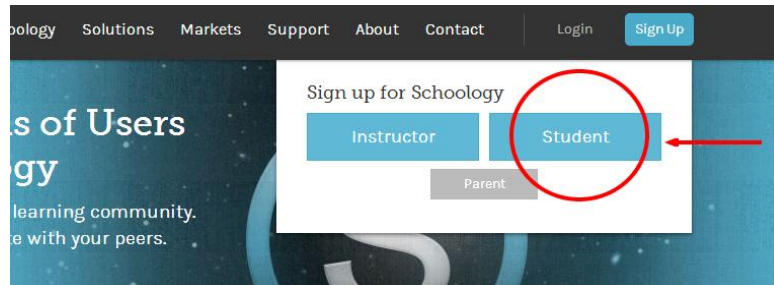 ology Solutions Markets Support About Contact Login Sign Up
Sign up for Schoology
Instructor Student
Parent
s of Users
gy
learning community.
e with your peers.
S